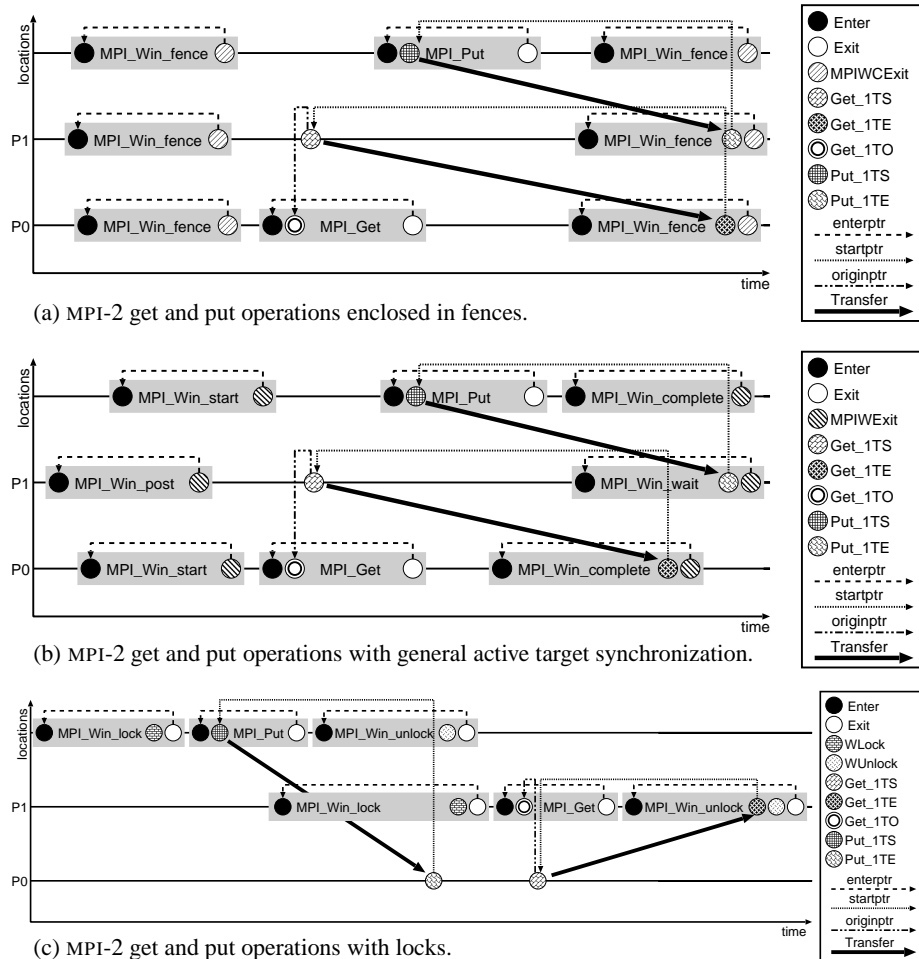 locations
MPI_Win_fence
MPI_Put
MPI_Win_fence
P1
MPI_Win_fence
MPI_Win_fence
P0
MPI_Win_fence
MPI_Get
MPI_Win_fence
time
Enter
Exit
MPIWCExit
Get_1TS
Get_1TE
Get_1TO
Put_1TS
Put_1TE
enterptr
startptr
originptr
Transfer
(a) MPI-2 get and put operations enclosed in fences.
locations
MPI_Win_start
MPI_Put
MPI_Win_complete
P1
MPI_Win_post
MPI_Win_wait
P0
MPI_Win_start
MPI_Get
MPI_Win_complete
time
Enter
Exit
MPIWExit
Get_1TS
Get_1TE
Get_1TO
Put_1TS
Put_1TE
enterptr
startptr
originptr
Transfer
(b) MPI-2 get and put operations with general active target synchronization.
locations
MPI_Win_lock
MPI_Put
MPI_Win_unlock
P1
MPI_Win_lock
MPI_Get
MPI_Win_unlock
P0
time
Enter
Exit
WLock
WUnlock
Get_1TS
Get_1TE
Get_1TO
Put_1TS
Put_1TE
enterptr
startptr
originptr
Transfer
(c) MPI-2 get and put operations with locks.